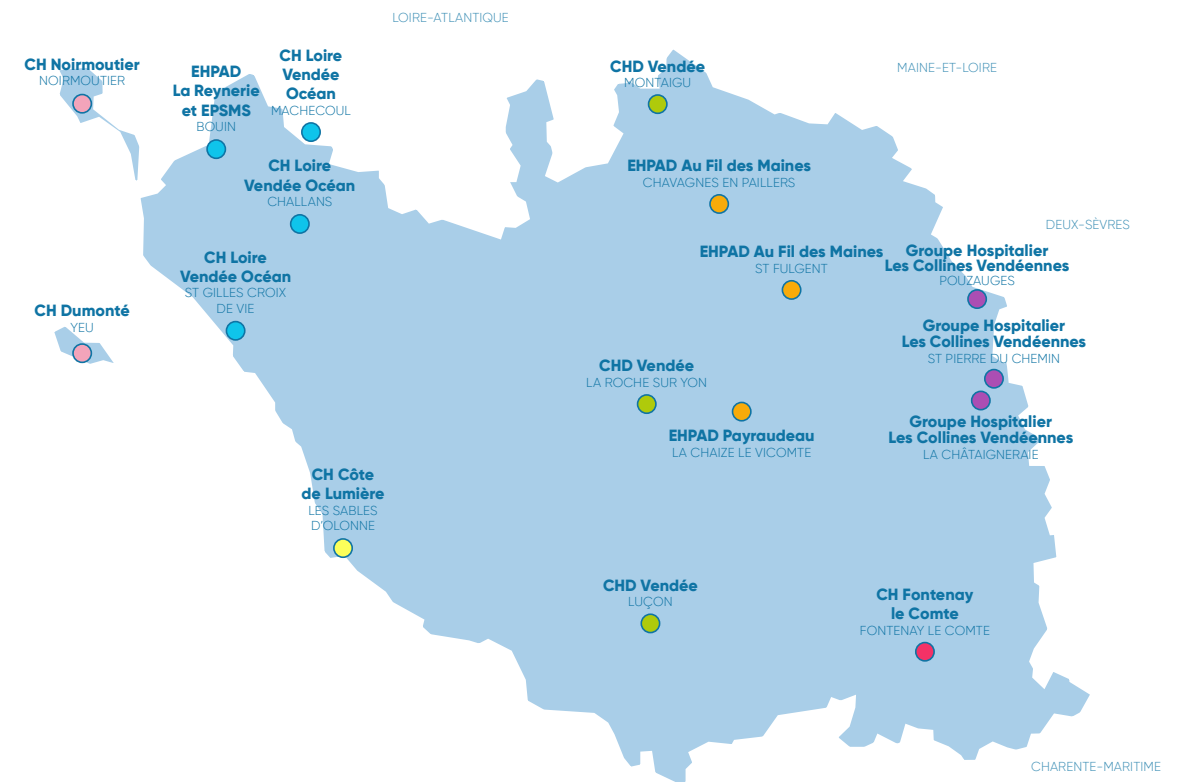 LOIRE-ATLANTIQUE
MAINE-ET-LOIRE
CH Noirmoutier
NOIRMOUTIER
EHPAD
La Reynerie
et EPSMS
BOUIN
CH Loire
Vendée
Océan
MACHECOUL
CHD Vendée
MONTAIGU
CH Loire
Vendée Océan
CHALLANS
EHPAD Au Fil des Maines
CHAVAGNES EN PAILLERS
DEUX-SÈVRES
CH Loire
Vendée Océan
ST GILLES CROIX
DE VIE
EHPAD Au Fil des Maines
ST FULGENT
Groupe Hospitalier
Les Collines Vendéennes
POUZAUGES
CH Dumonté
YEU
Groupe Hospitalier
Les Collines Vendéennes
ST PIERRE DU CHEMIN
CHD Vendée
LA ROCHE SUR YON
EHPAD Payraudeau
LA CHAIZE LE VICOMTE
Groupe Hospitalier
Les Collines Vendéennes
LA CHÂTAIGNERAIE
CH Côte
de Lumière
LES SABLES
D'OLONNE
CHD Vendée
LUÇON
CH Fontenay
le Comte
FONTENAY LE COMTE
CHARENTE-MARITIME